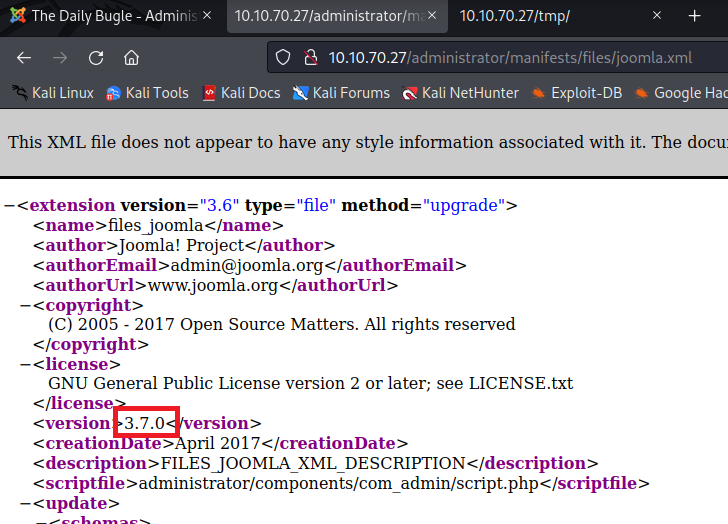 The Daily Bugle - Adminis
10.10.70.27/administrator/ma
10.10.70.27/tmp/
10.10.70.27/administrator/manifests/files/joomla.xml
Kali Linux Kali Tools Kali Docs Kali Forums Kali NetHunter Exploit-DB Google Hac
This XML file does not appear to have any style information associated with it. The docu
−<extension version="3.6" type="file" method="upgrade">
<name>files_joomla</name>
<author>Joomla! Project</author>
<authorEmail>admin@joomla.org</authorEmail>
<authorUrl>www.joomla.org</authorUrl>
−<copyright>
(C) 2005 - 2017 Open Source Matters. All rights reserved
</copyright>
−<license>
GNU General Public License version 2 or later; see LICENSE.txt
</license>
<version>3.7.0</version>
<creationDate>April 2017</creationDate>
<description>FILES_JOOMLA_XML_DESCRIPTION</description>
<scriptfile>administrator/components/com_admin/script.php</scriptfile>
−<update>
−<schemas>